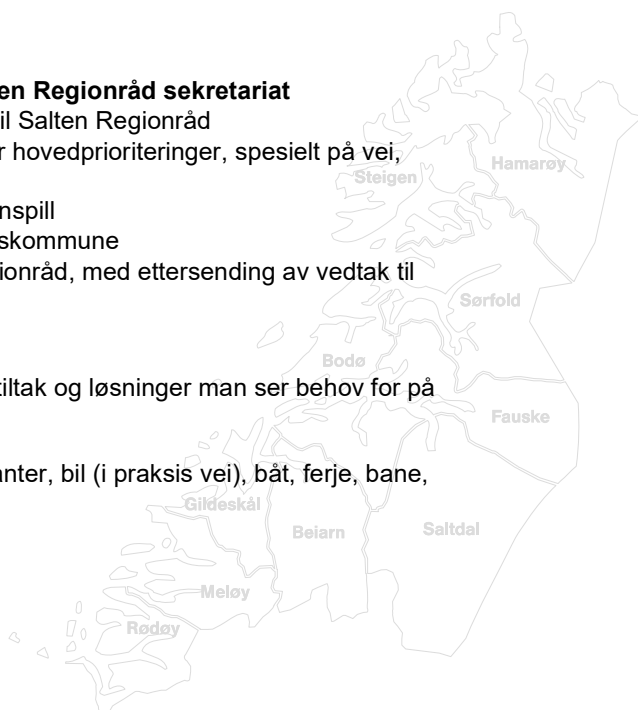 en Regionråd sekretariat
il Salten Regionråd
r hovedprioriteringer, spesielt på vei,
Steigen
Hamarøy
nspill
skommune
ionråd, med ettersending av vedtak til
Sørfold
Bodø
tiltak og løsninger man ser behov for på
Fauske
anter, bil (i praksis vei), båt, ferje, bane,
Gildeskål
Beiarn
Saltdal
Meløy
Rødøy